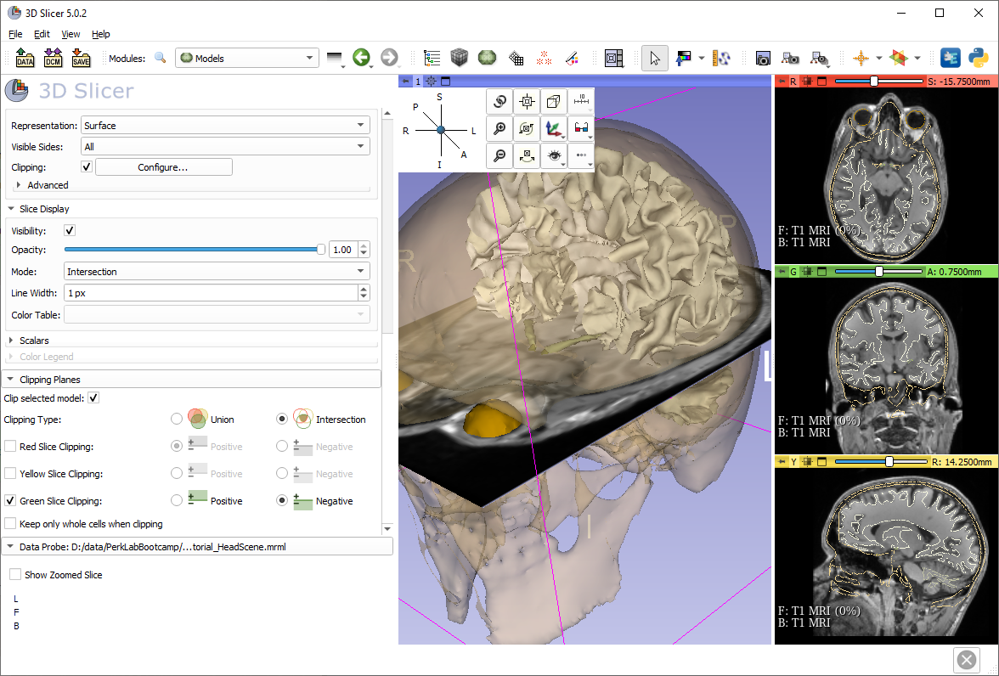 3D Slicer 5.0.2
File Edit View Help
DATA DCM SAVE Modules: Models
3D Slicer
Representation: Surface
Visible Sides: All
Clipping: Configure...
Advanced
Slice Display
Visibility:
Opacity: 1.00
Mode: Intersection
Line Width: 1 px
Color Table:
Scalars
Color Legend
Clipping Planes
Clip selected model:
Clipping Type: Union Intersection
Red Slice Clipping: Positive Negative
Yellow Slice Clipping: Positive Negative
Green Slice Clipping: Positive Negative
Keep only whole cells when clipping
Data Probe: D:/data/PerkLabBootcamp/...torial_HeadScene.mrml
Show Zoomed Slice
L
F
B
1
S
P
R L
A
I
10
R
P
L
I
R S: -15.7500mm
F: T1 MRI (0%)
B: T1 MRI
G A: 0.7500mm
F: T1 MRI (0%)
B: T1 MRI
Y R: 14.2500mm
F: T1 MRI (0%)
B: T1 MRI